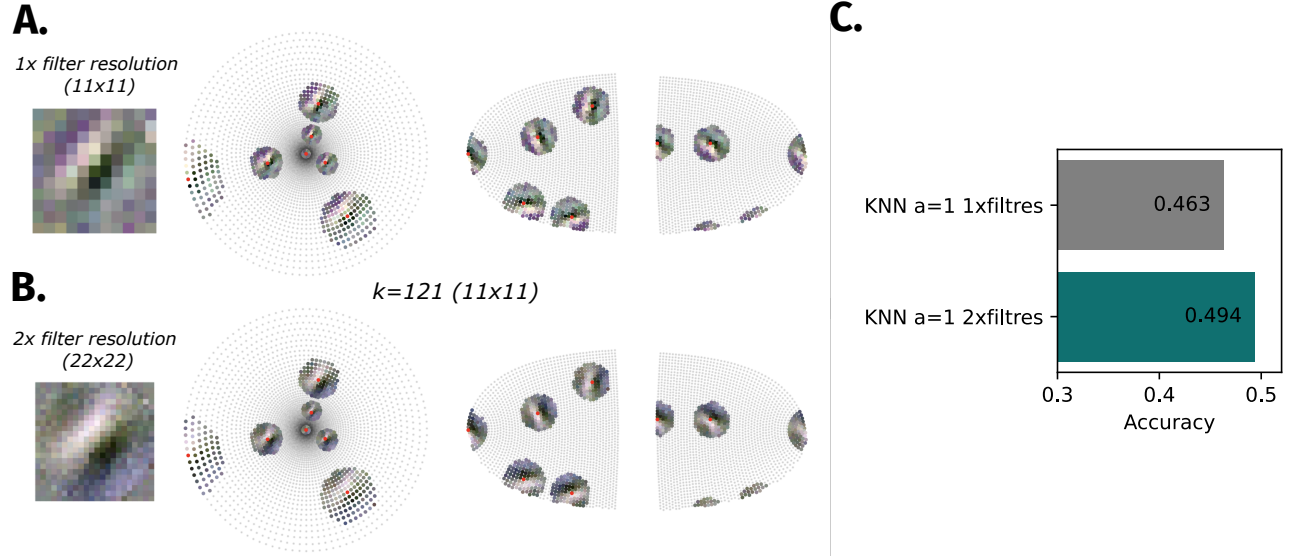 A.
1x filter resolution
(11x11)
B.
k=121 (11x11)
2x filter resolution
(22x22)
C.
KNN a=1 1xfiltres
0.463
KNN a=1 2xfiltres
0.494
0.3 0.4 0.5
Accuracy